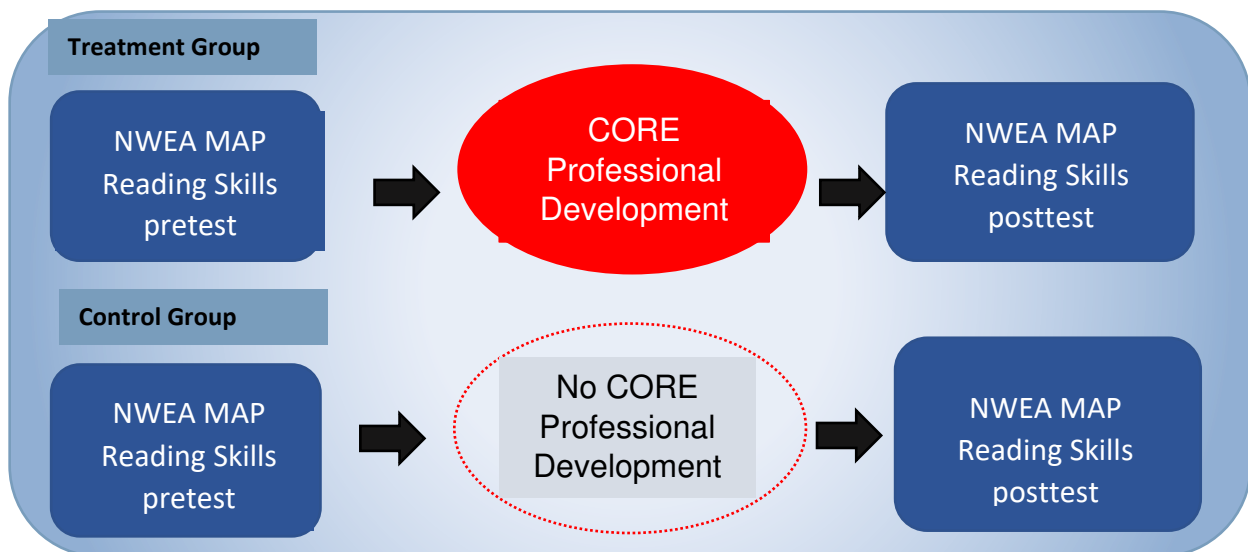 Treatment Group
NWEA MAP
Reading Skills
pretest
CORE
Professional
Development
NWEA MAP
Reading Skills
posttest
Control Group
NWEA MAP
Reading Skills
pretest
No CORE
Professional
Development
NWEA MAP
Reading Skills
posttest